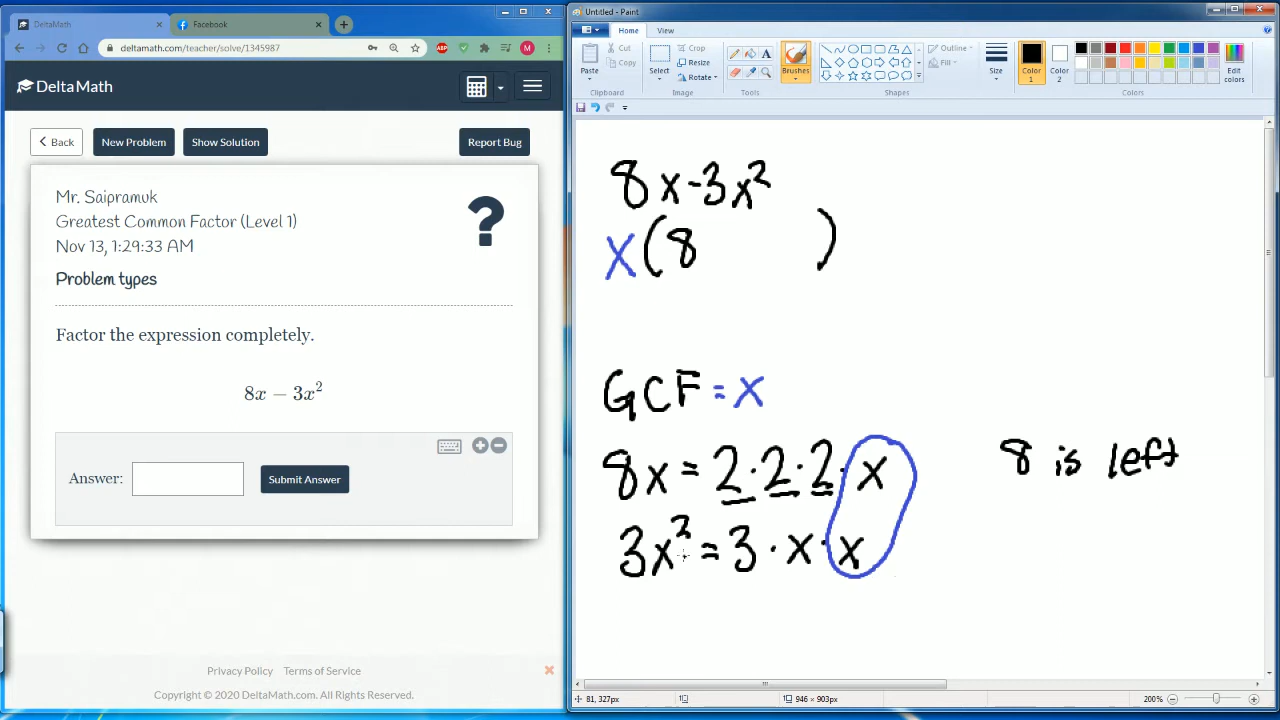 DeltaMath
Facebook
deltamath.com/teacher/solve/1345987
M
DeltaMath
Back
New Problem
Show Solution
Report Bug
Mr. Saipramuk
Greatest Common Factor (Level 1)
Nov 13, 1:29:33 AM
Problem types
?
Factor the expression completely.
8x − 3x²
Answer:
Submit Answer
Privacy Policy
Terms of Service
Copyright © 2020 DeltaMath.com. All Rights Reserved.
Untitled - Paint
Home
View
Paste
Cut
Copy
Clipboard
Select
Crop
Resize
Rotate
Image
A
Tools
Brushes
Shapes
Outline
Fill
Size
Color 1
Color 2
Edit colors
Colors
8x-3x²
x(8 )
GCF = x
8x = 2·2·2·x
8 is left
3x² = 3·x·x
81, 327px
946 × 903px
200%